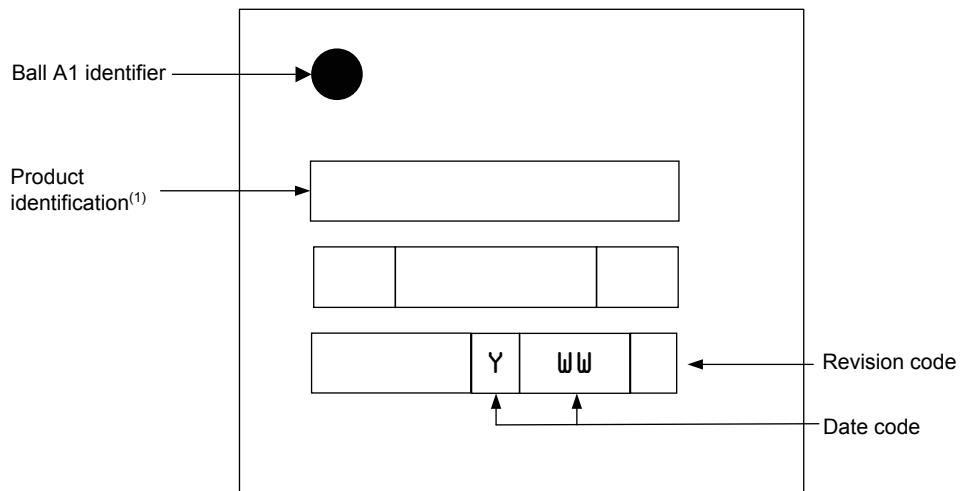 Ball A1 identifier
Product
identification(1)
Y WW
Revision code
Date code